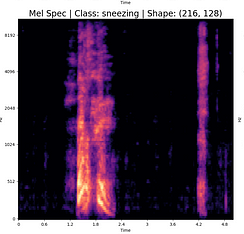 Time
Mel Spec | Class: sneezing | Shape: (216, 128)
8192
4096
2048
1024
512
0
Hz
Hz
0 0.6 1.2 1.8 2.4 3 3.6 4.2 4.8
Time